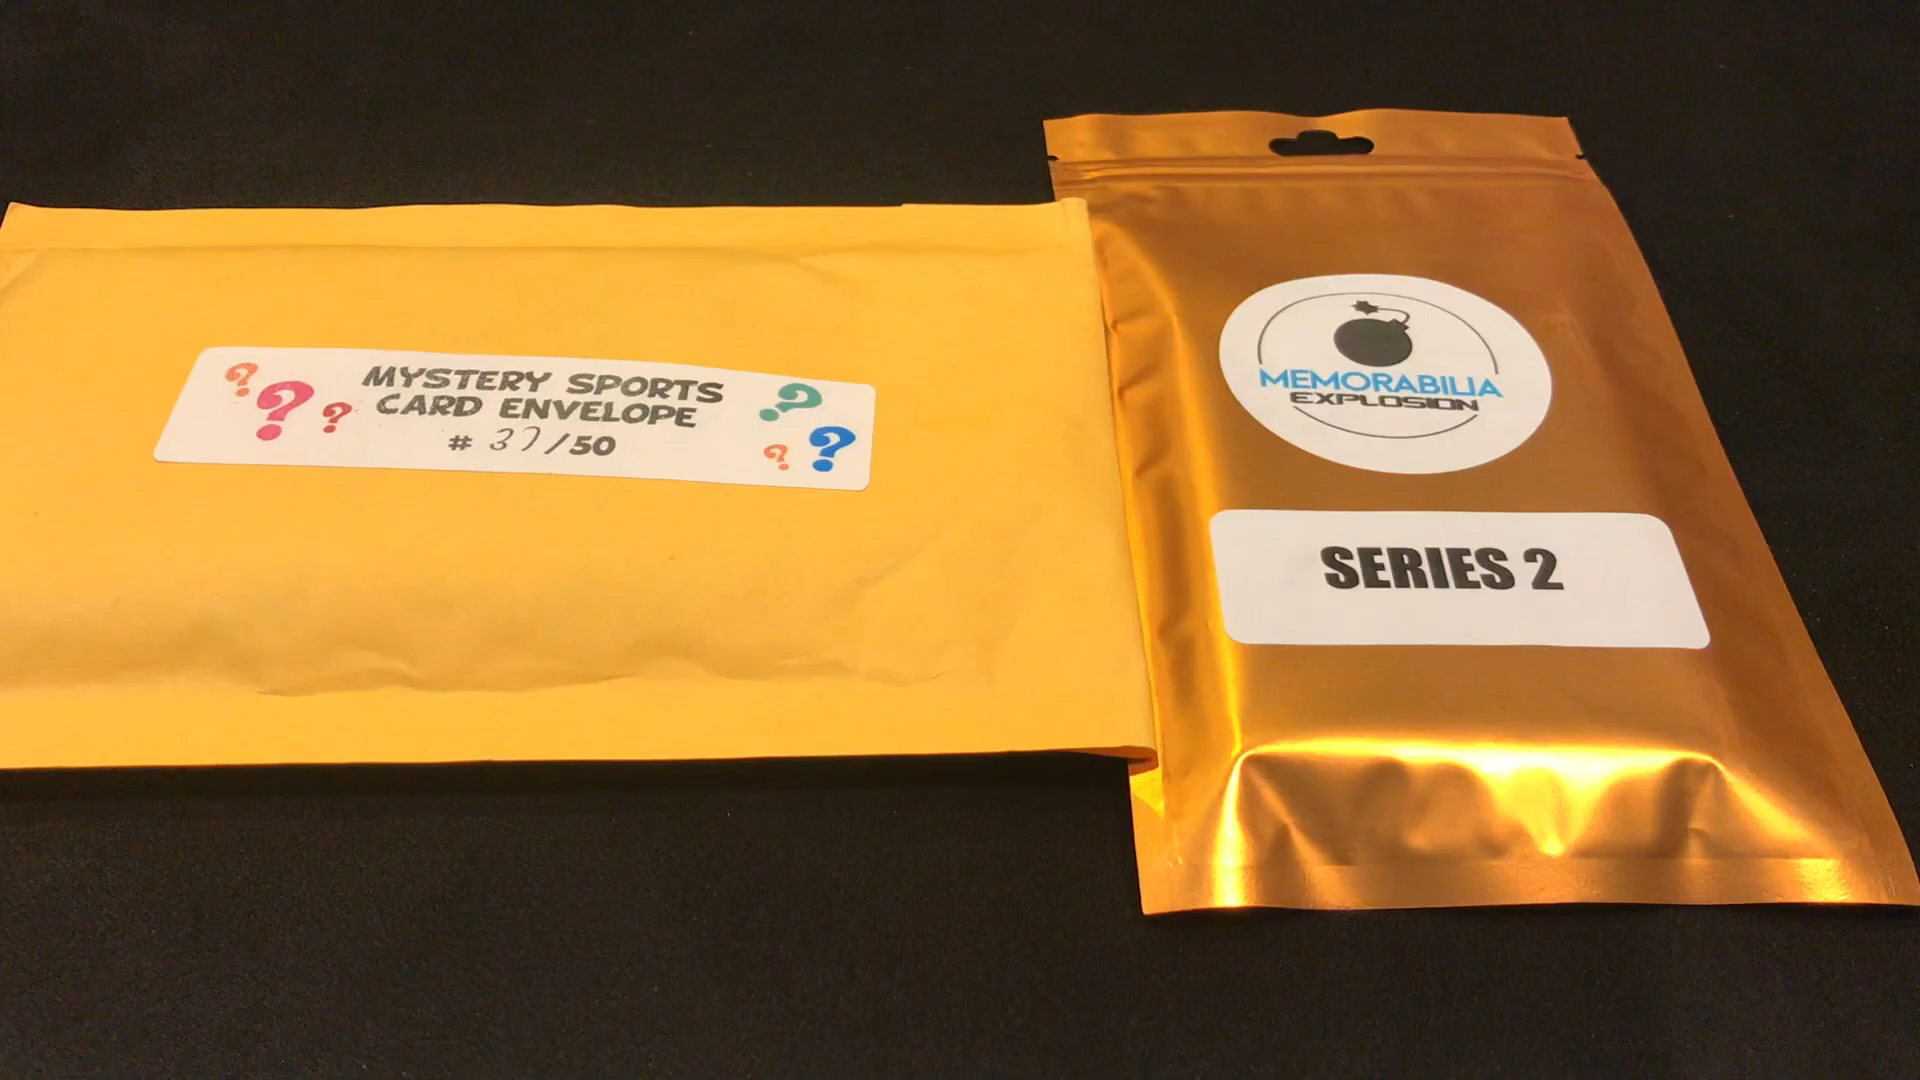 MYSTERY SPORTS
CARD ENVELOPE
# 37/50
MEMORABILIA
EXPLOSION
SERIES 2